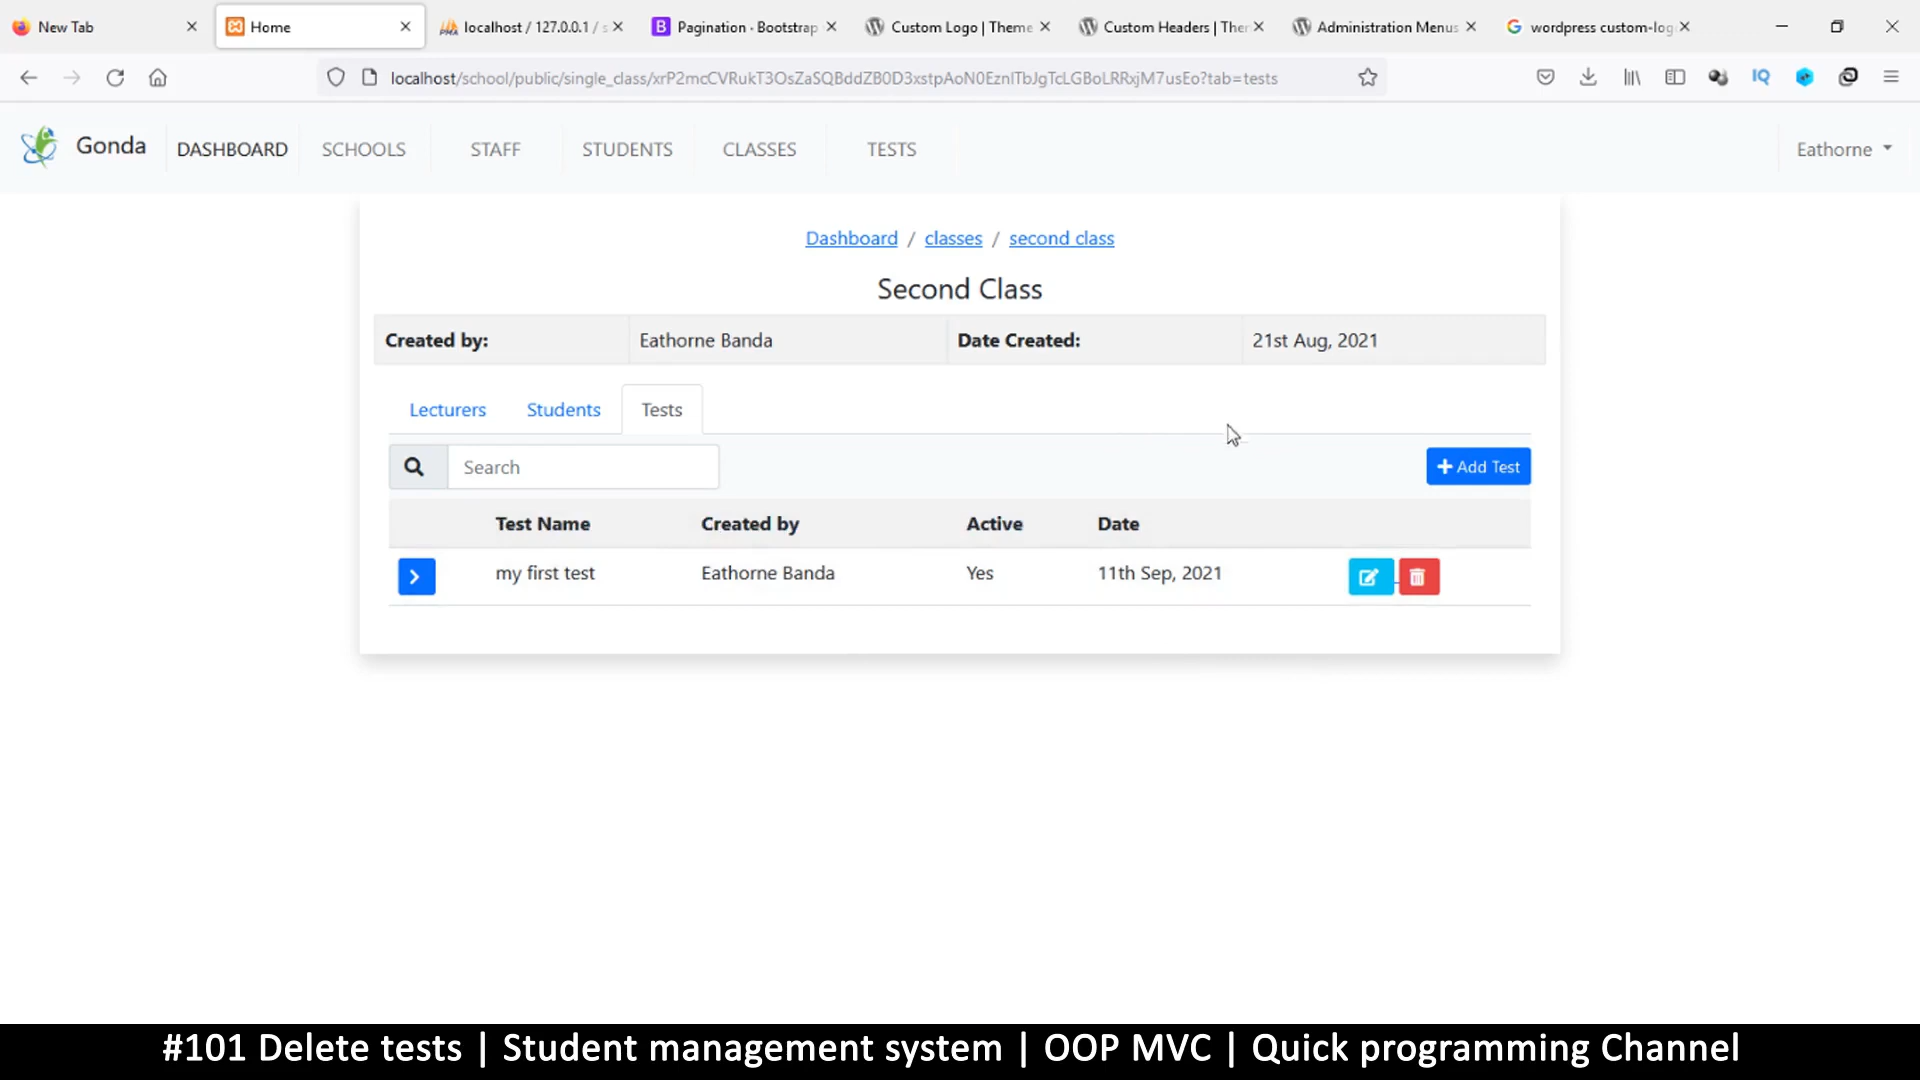 New Tab
Home
localhost / 127.0.0.1 / s
Pagination · Bootstrap
Custom Logo | Theme
Custom Headers | Ther
Administration Menus
wordpress custom-log
localhost/school/public/single_class/xrP2mcCVRukT3OsZaSQBddZB0D3xstpAoN0EznlTbJgTcLGBoLRRxjM7usEo?tab=tests
IQ
Gonda
DASHBOARD
SCHOOLS
STAFF
STUDENTS
CLASSES
TESTS
Eathorne
Dashboard / classes / second class
Second Class
Created by: Eathorne Banda Date Created: 21st Aug, 2021
Lecturers Students Tests
Search
Add Test
Test Name Created by Active Date
my first test Eathorne Banda Yes 11th Sep, 2021
#101 Delete tests | Student management system | OOP MVC | Quick programming Channel